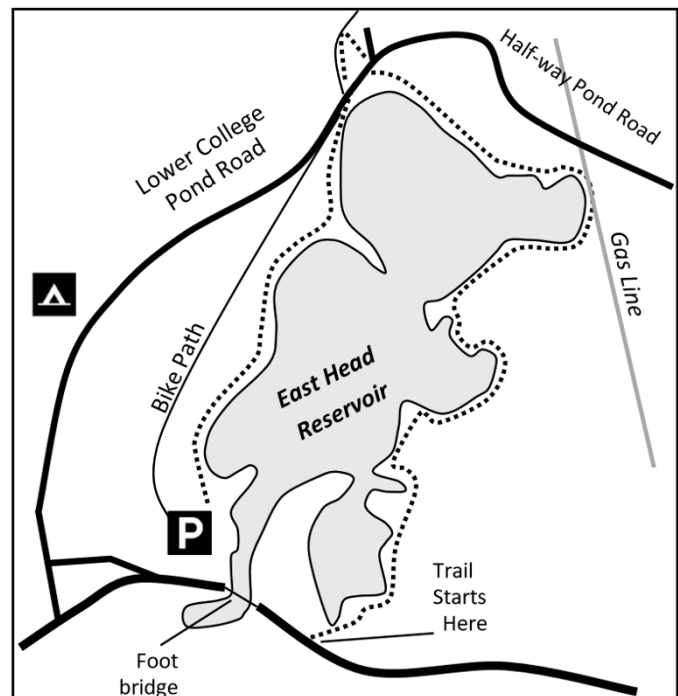 Half-way Pond Road
Lower College
Pond Road
Gas Line
Bike Path
East Head
Reservoir
P
Trail
Starts
Here
Foot
bridge